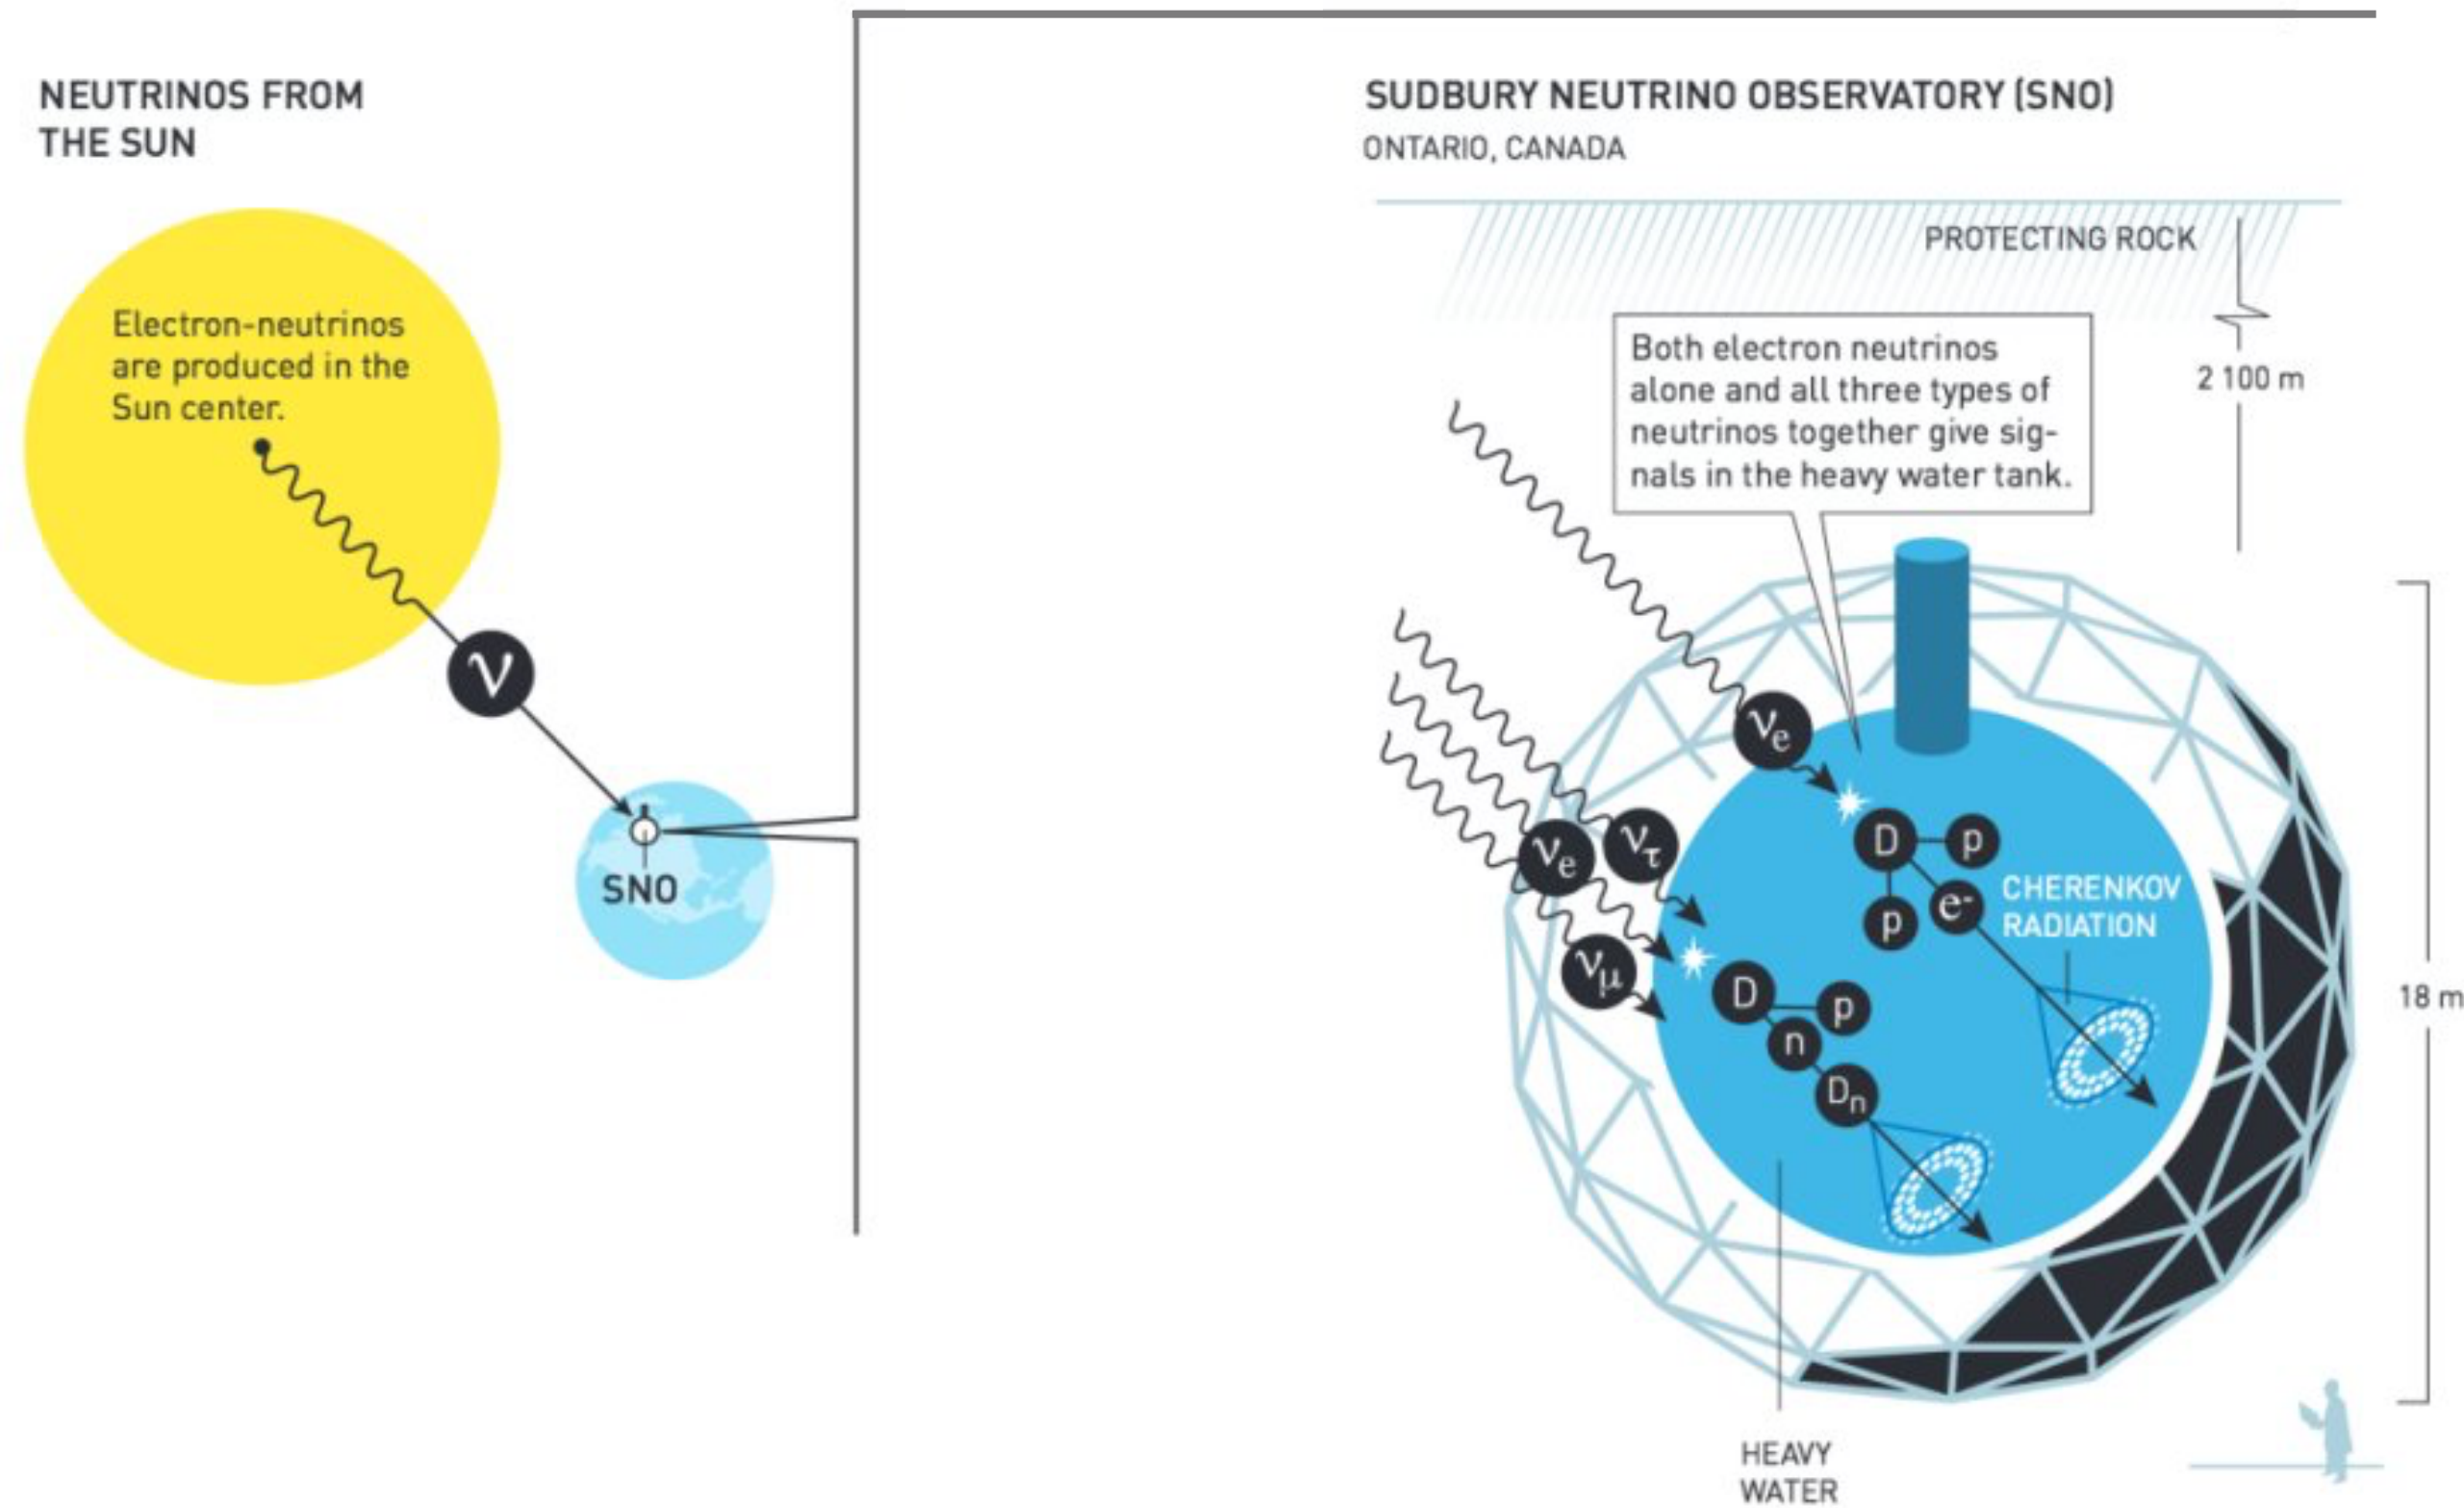 NEUTRINOS FROM
THE SUN
Electron-neutrinos
are produced in the
Sun center.
ν
SNO
SUDBURY NEUTRINO OBSERVATORY (SNO)
ONTARIO, CANADA
PROTECTING ROCK
2 100 m
Both electron neutrinos
alone and all three types of
neutrinos together give sig-
nals in the heavy water tank.
νe
νe
ντ
νμ
D
p
p
e-
CHERENKOV
RADIATION
D
p
n
Dn
18 m
HEAVY
WATER